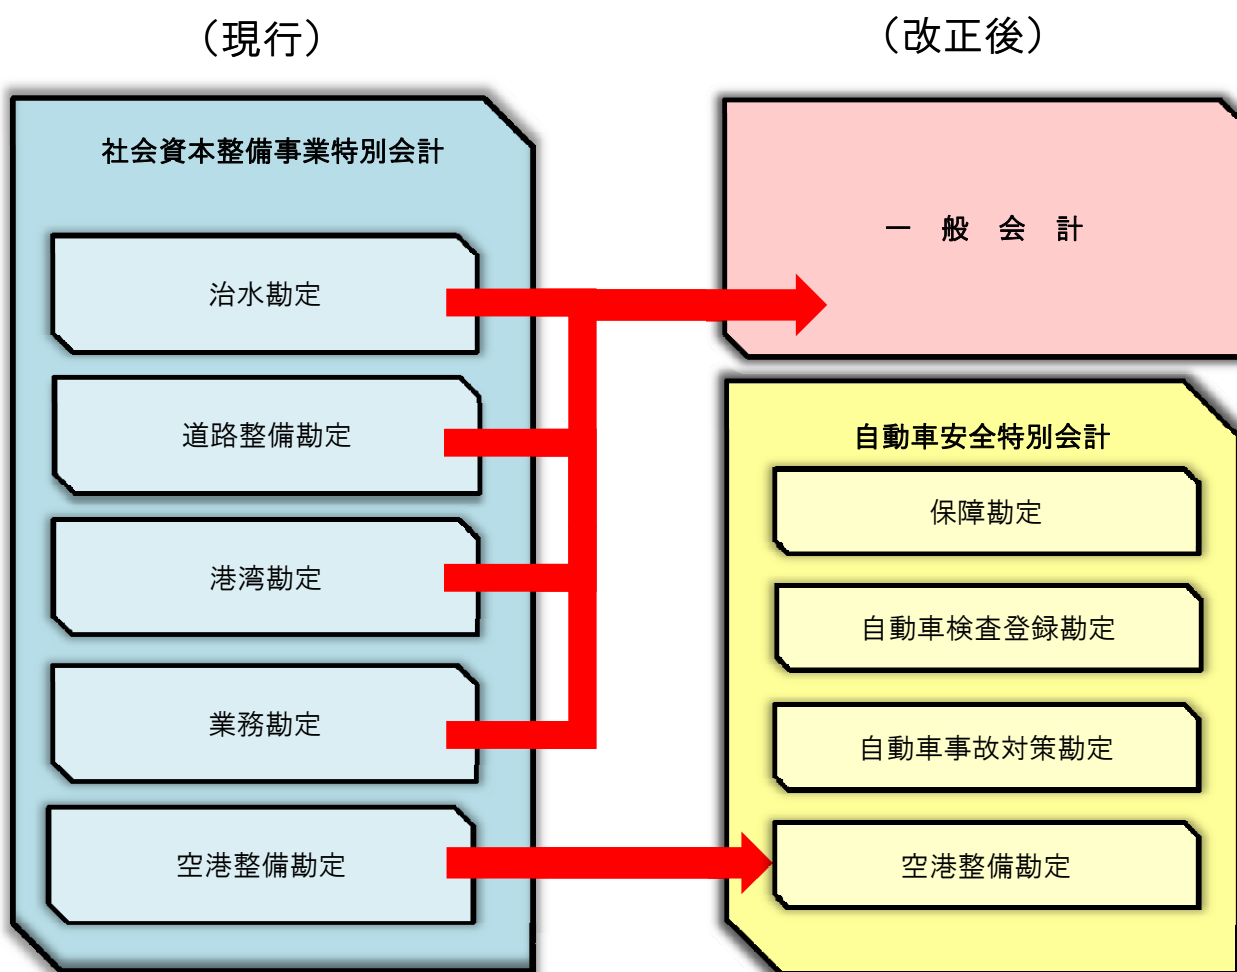 （現行）
社会資本整備事業特別会計
治水勘定
道路整備勘定
港湾勘定
業務勘定
空港整備勘定
（改正後）
一　般　会　計
自動車安全特別会計
保障勘定
自動車検査登録勘定
自動車事故対策勘定
空港整備勘定